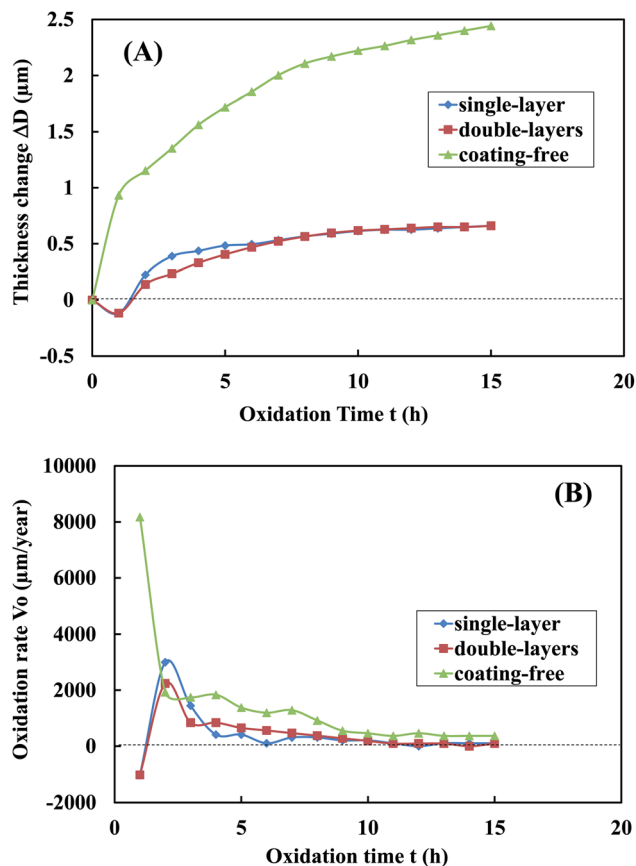 (A)
Thickness change ΔD (μm)
2.5
2
1.5
1
0.5
0
-0.5
single-layer
double-layers
coating-free
0 5 10 15 20
Oxidation Time t (h)
(B)
Oxidation rate Vo (μm/year)
10000
8000
6000
4000
2000
0
-2000
single-layer
double-layers
coating-free
0 5 10 15 20
Oxidation time t (h)